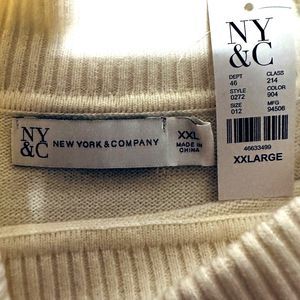 NY
&C
NEW YORK & COMPANY
XXL
MADE IN
CHINA
NY
&C
DEPT CLASS
46 214
STYLE COLOR
0272 904
SIZE MFG
012 94506
46633499
XXLARGE